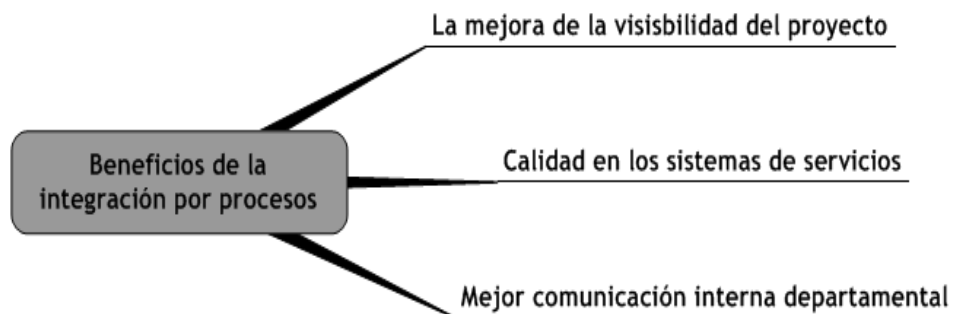 La mejora de la visisbilidad del proyecto
Beneficios de la
integración por procesos
Calidad en los sistemas de servicios
Mejor comunicación interna departamental